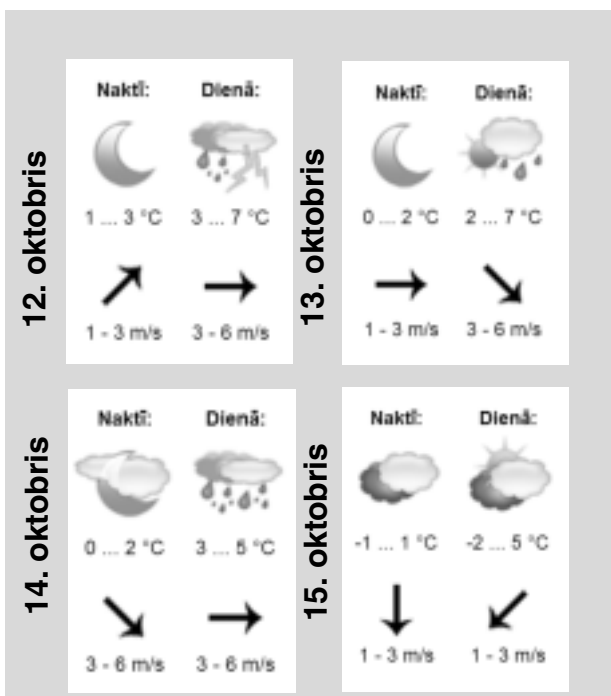 12. oktobris
Naktī: Dienā:
1 ... 3 °C 3 ... 7 °C
1 - 3 m/s 3 - 6 m/s
13. oktobris
Naktī: Dienā:
0 ... 2 °C 2 ... 7 °C
1 - 3 m/s 3 - 6 m/s
14. oktobris
Naktī: Dienā:
0 ... 2 °C 3 ... 5 °C
3 - 6 m/s 3 - 6 m/s
15. oktobris
Naktī: Dienā:
-1 ... 1 °C -2 ... 5 °C
1 - 3 m/s 1 - 3 m/s